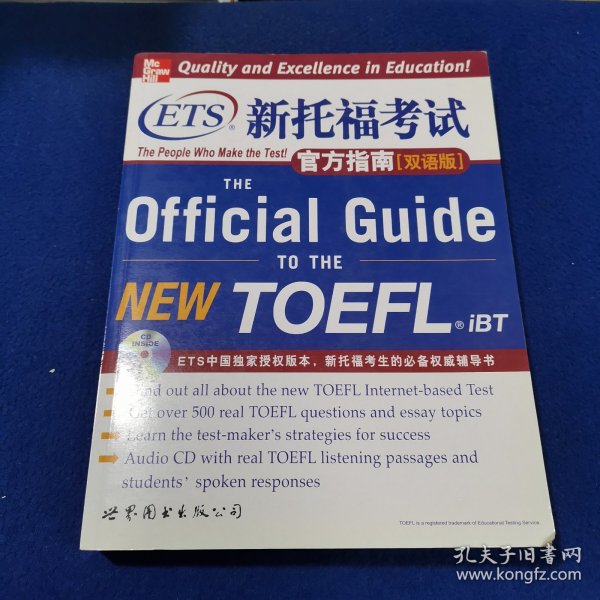 Mc
Graw
Hill
Quality and Excellence in Education!
ETS®
新托福考试
The People Who Make the Test!
官方指南[双语版]
THE
Official Guide
TO THE
NEW TOEFL® iBT
CD
INSIDE
ETS中国独家授权版本，新托福考生的必备权威辅导书
Find out all about the new TOEFL Internet-based Test
Get over 500 real TOEFL questions and essay topics
Learn the test-maker's strategies for success
Audio CD with real TOEFL listening passages and
students' spoken responses
世界图书出版公司
TOEFL is a registered trademark of Educational Testing Service.
孔夫子旧书网
www.kongfz.com